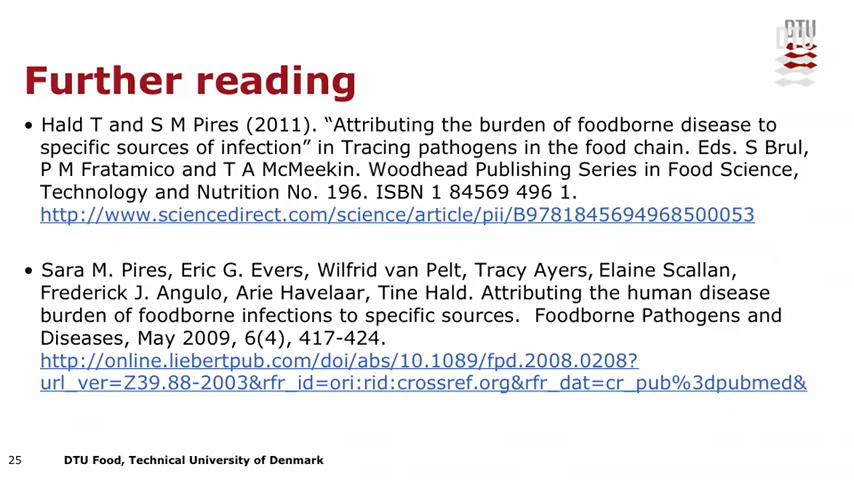 DTU
Further reading
• Hald T and S M Pires (2011). “Attributing the burden of foodborne disease to
specific sources of infection” in Tracing pathogens in the food chain. Eds. S Brul,
P M Fratamico and T A McMeekin. Woodhead Publishing Series in Food Science,
Technology and Nutrition No. 196. ISBN 1 84569 496 1.
http://www.sciencedirect.com/science/article/pii/B9781845694968500053
• Sara M. Pires, Eric G. Evers, Wilfrid van Pelt, Tracy Ayers, Elaine Scallan,
Frederick J. Angulo, Arie Havelaar, Tine Hald. Attributing the human disease
burden of foodborne infections to specific sources. Foodborne Pathogens and
Diseases, May 2009, 6(4), 417-424.
http://online.liebertpub.com/doi/abs/10.1089/fpd.2008.0208?
url_ver=Z39.88-2003&rfr_id=ori:rid:crossref.org&rfr_dat=cr_pub%3dpubmed&
25 DTU Food, Technical University of Denmark